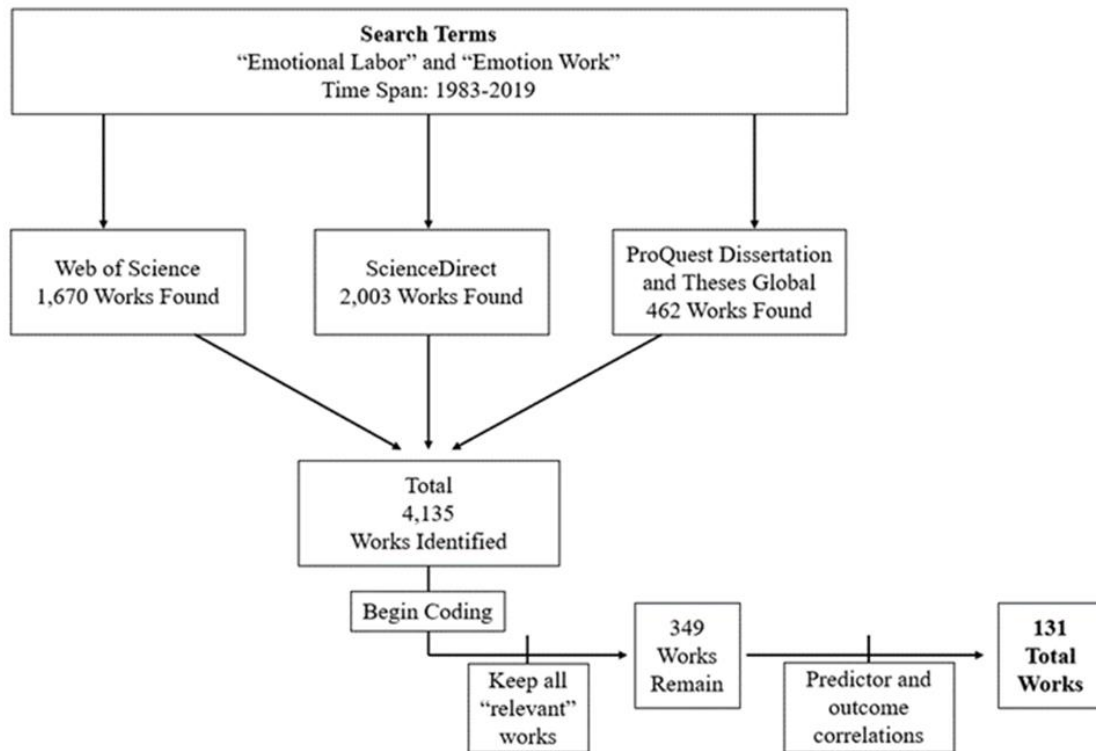 Search Terms
“Emotional Labor” and “Emotion Work”
Time Span: 1983-2019
Web of Science
1,670 Works Found
ScienceDirect
2,003 Works Found
ProQuest Dissertation
and Theses Global
462 Works Found
Total
4,135
Works Identified
Begin Coding
Keep all
“relevant”
works
349
Works
Remain
Predictor and
outcome
correlations
131
Total
Works